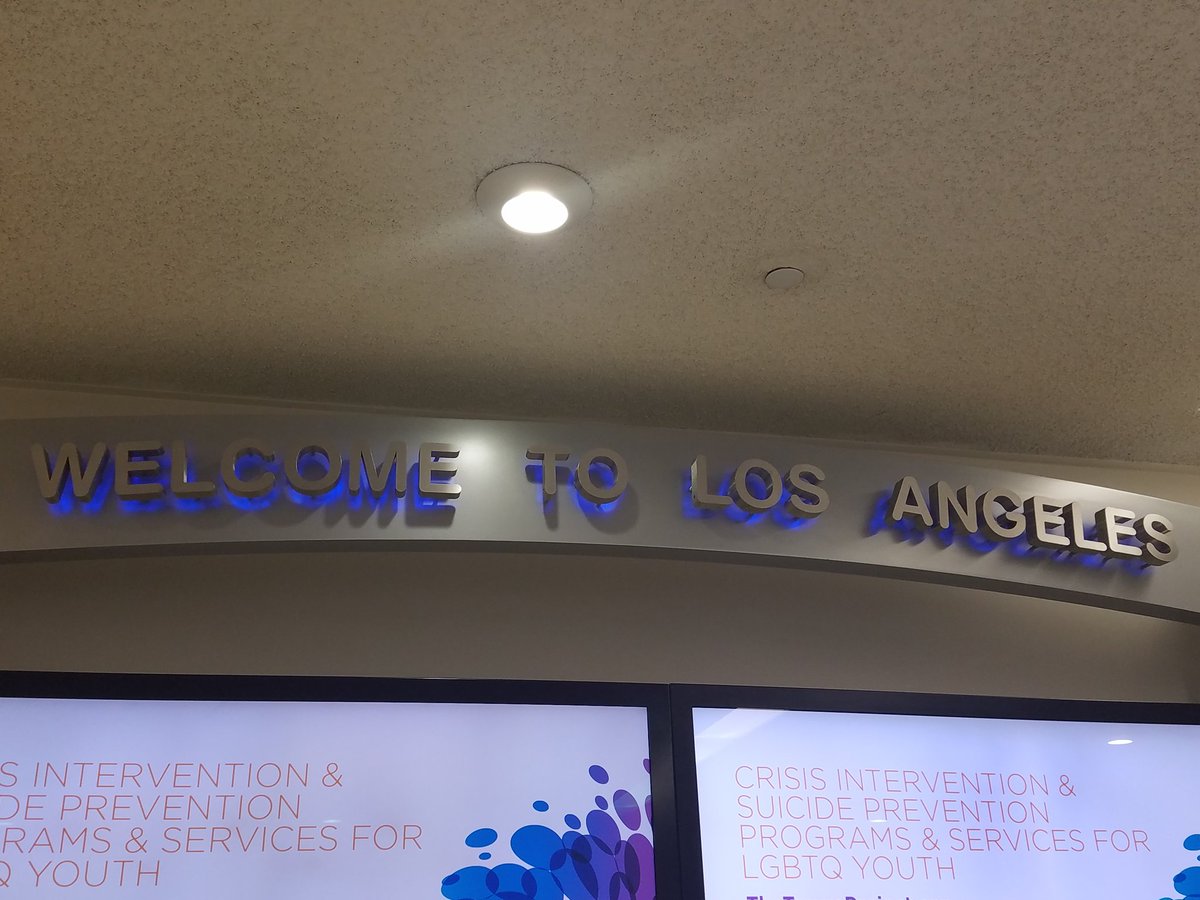 WELCOME TO LOS ANGELES
S INTERVENTION &
DE PREVENTION
RAMS & SERVICES FOR
Q YOUTH
CRISIS INTERVENTION &
SUICIDE PREVENTION
PROGRAMS & SERVICES FOR
LGBTQ YOUTH